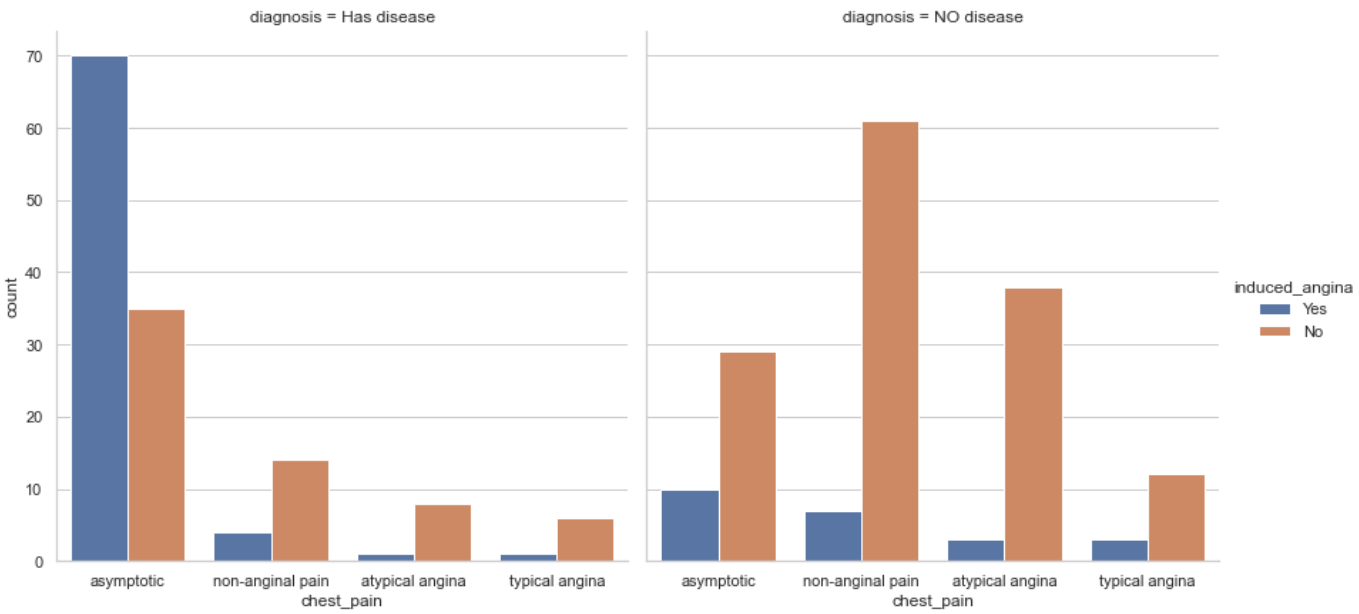 diagnosis = Has disease
diagnosis = NO disease
count
70
60
50
40
30
20
10
0
asymptotic
non-anginal pain
atypical angina
typical angina
chest_pain
asymptotic
non-anginal pain
atypical angina
typical angina
chest_pain
induced_angina
Yes
No